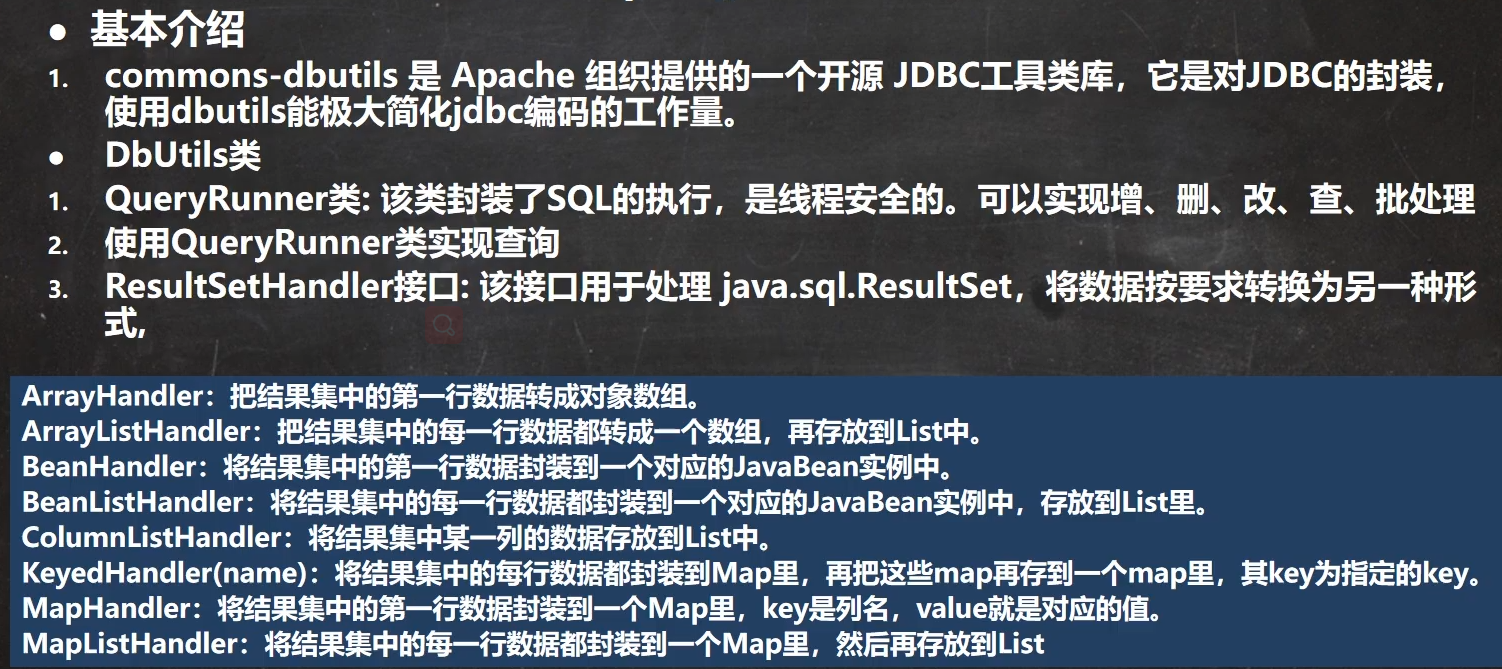 ● 基本介绍
1. commons-dbutils 是 Apache 组织提供的一个开源 JDBC工具类库，它是对JDBC的封装，
使用dbutils能极大简化jdbc编码的工作量。
● DbUtils类
1. QueryRunner类: 该类封装了SQL的执行，是线程安全的。可以实现增、删、改、查、批处理
2. 使用QueryRunner类实现查询
3. ResultSetHandler接口: 该接口用于处理 java.sql.ResultSet，将数据按要求转换为另一种形
式,
ArrayHandler：把结果集中的第一行数据转成对象数组。
ArrayListHandler：把结果集中的每一行数据都转成一个数组，再存放到List中。
BeanHandler：将结果集中的第一行数据封装到一个对应的JavaBean实例中。
BeanListHandler：将结果集中的每一行数据都封装到一个对应的JavaBean实例中，存放到List里。
ColumnListHandler：将结果集中某一列的数据存放到List中。
KeyedHandler(name)：将结果集中的每行数据都封装到Map里，再把这些map再存到一个map里，其key为指定的key。
MapHandler：将结果集中的第一行数据封装到一个Map里，key是列名，value就是对应的值。
MapListHandler：将结果集中的每一行数据都封装到一个Map里，然后再存放到List